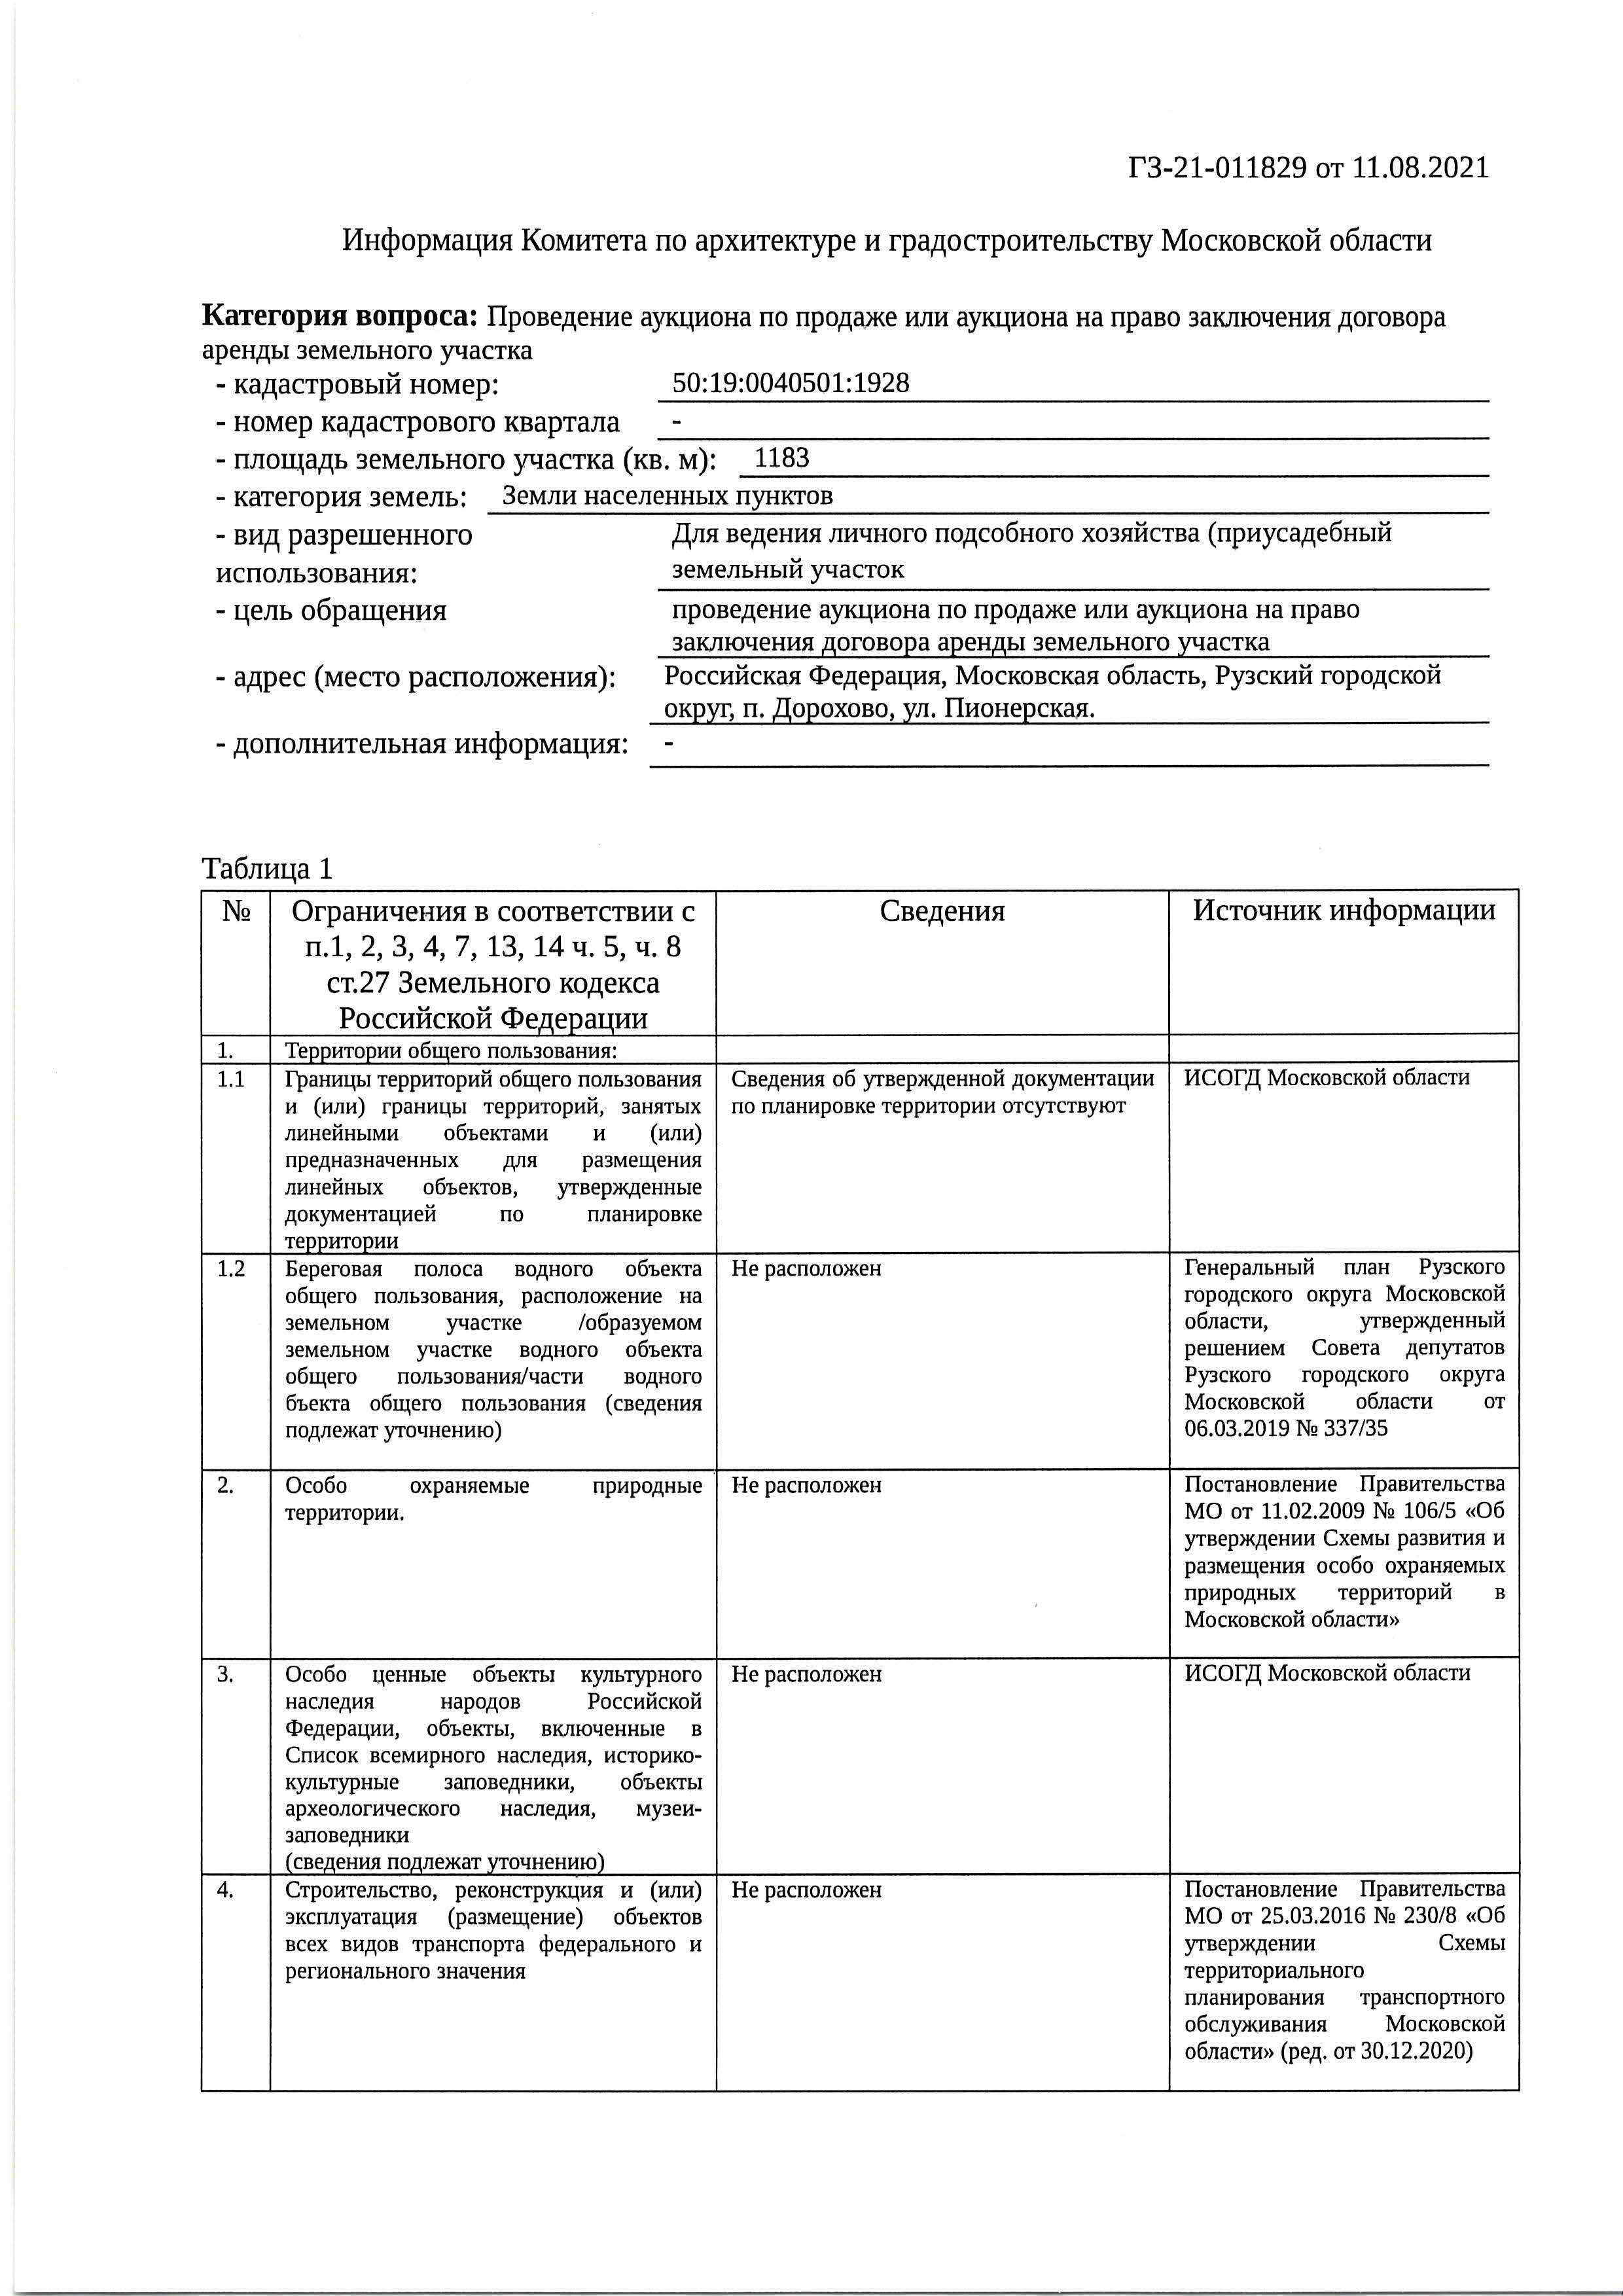 ГЗ-21-011829 от 11.08.2021
Информация Комитета по архитектуре и градостроительству Московской области
Категория вопроса: Проведение аукциона по продаже или аукциона на право заключения договора
аренды земельного участка
- кадастровый номер: 50:19:0040501:1928
- номер кадастрового квартала -
- площадь земельного участка (кв. м): 1183
- категория земель: Земли населенных пунктов
- вид разрешенного
использования:
Для ведения личного подсобного хозяйства (приусадебный
земельный участок
- цель обращения
проведение аукциона по продаже или аукциона на право
заключения договора аренды земельного участка
- адрес (место расположения):
Российская Федерация, Московская область, Рузский городской
округ, п. Дорохово, ул. Пионерская.
- дополнительная информация: -
Таблица 1
№
Ограничения в соответствии с
п.1, 2, 3, 4, 7, 13, 14 ч. 5, ч. 8
ст.27 Земельного кодекса
Российской Федерации
Сведения
Источник информации
1.
Территории общего пользования:
1.1
Границы территорий общего пользования
и (или) границы территорий, занятых
линейными объектами и (или)
предназначенных для размещения
линейных объектов, утвержденные
документацией по планировке
территории
Сведения об утвержденной документации
по планировке территории отсутствуют
ИСОГД Московской области
1.2
Береговая полоса водного объекта
общего пользования, расположение на
земельном участке /образуемом
земельном участке водного объекта
общего пользования/части водного
бъекта общего пользования (сведения
подлежат уточнению)
Не расположен
Генеральный план Рузского
городского округа Московской
области, утвержденный
решением Совета депутатов
Рузского городского округа
Московской области от
06.03.2019 № 337/35
2.
Особо охраняемые природные
территории.
Не расположен
Постановление Правительства
МО от 11.02.2009 № 106/5 «Об
утверждении Схемы развития и
размещения особо охраняемых
природных территорий в
Московской области»
3.
Особо ценные объекты культурного
наследия народов Российской
Федерации, объекты, включенные в
Список всемирного наследия, историко-
культурные заповедники, объекты
археологического наследия, музеи-
заповедники
(сведения подлежат уточнению)
Не расположен
ИСОГД Московской области
4.
Строительство, реконструкция и (или)
эксплуатация (размещение) объектов
всех видов транспорта федерального и
регионального значения
Не расположен
Постановление Правительства
МО от 25.03.2016 № 230/8 «Об
утверждении Схемы
территориального
планирования транспортного
обслуживания Московской
области» (ред. от 30.12.2020)